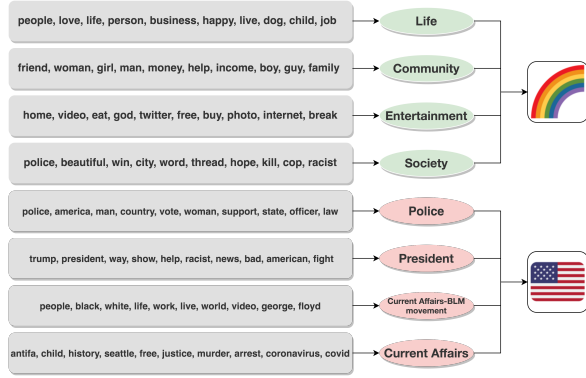 people, love, life, person, business, happy, live, dog, child, job
Life
friend, woman, girl, man, money, help, income, boy, guy, family
Community
home, video, eat, god, twitter, free, buy, photo, internet, break
Entertainment
police, beautiful, win, city, word, thread, hope, kill, cop, racist
Society
police, america, man, country, vote, woman, support, state, officer, law
Police
trump, president, way, show, help, racist, news, bad, american, fight
President
people, black, white, life, work, live, world, video, george, floyd
Current Affairs-BLM
movement
antifa, child, history, seattle, free, justice, murder, arrest, coronavirus, covid
Current Affairs